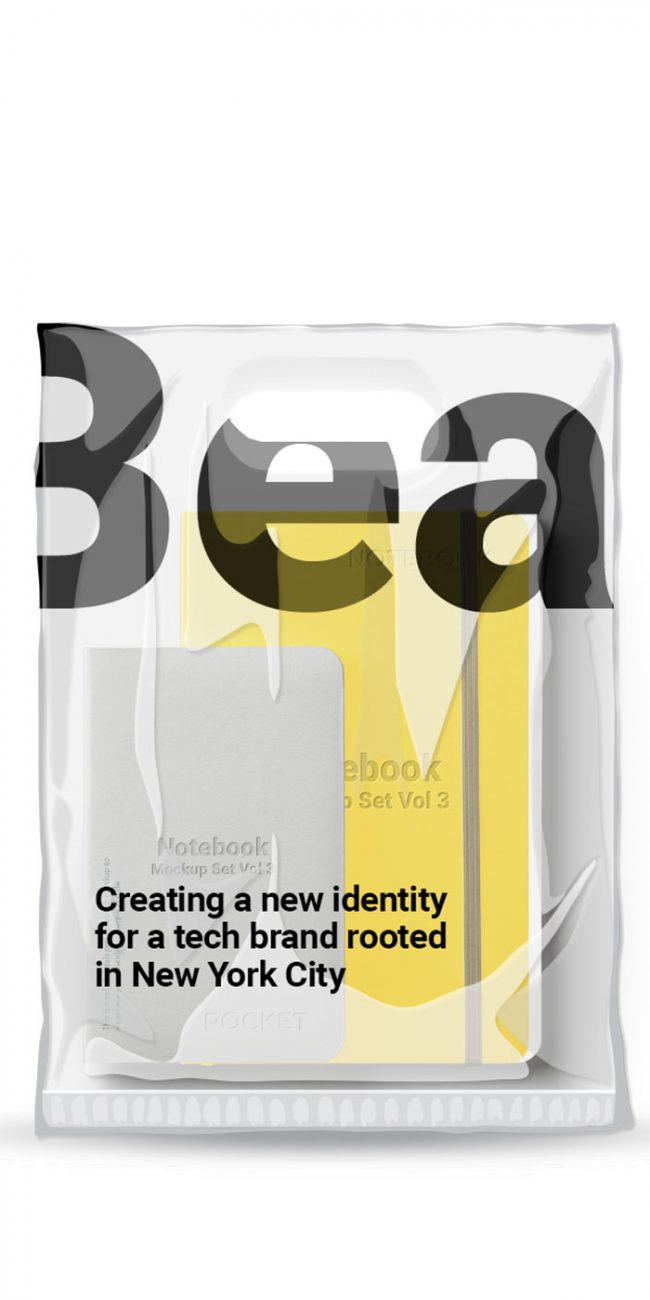 Bea
NOTEBOOK
Notebook
Mockup Set Vol 3
ebook
p Set Vol 3
Creating a new identity
for a tech brand rooted
in New York City
POCKET